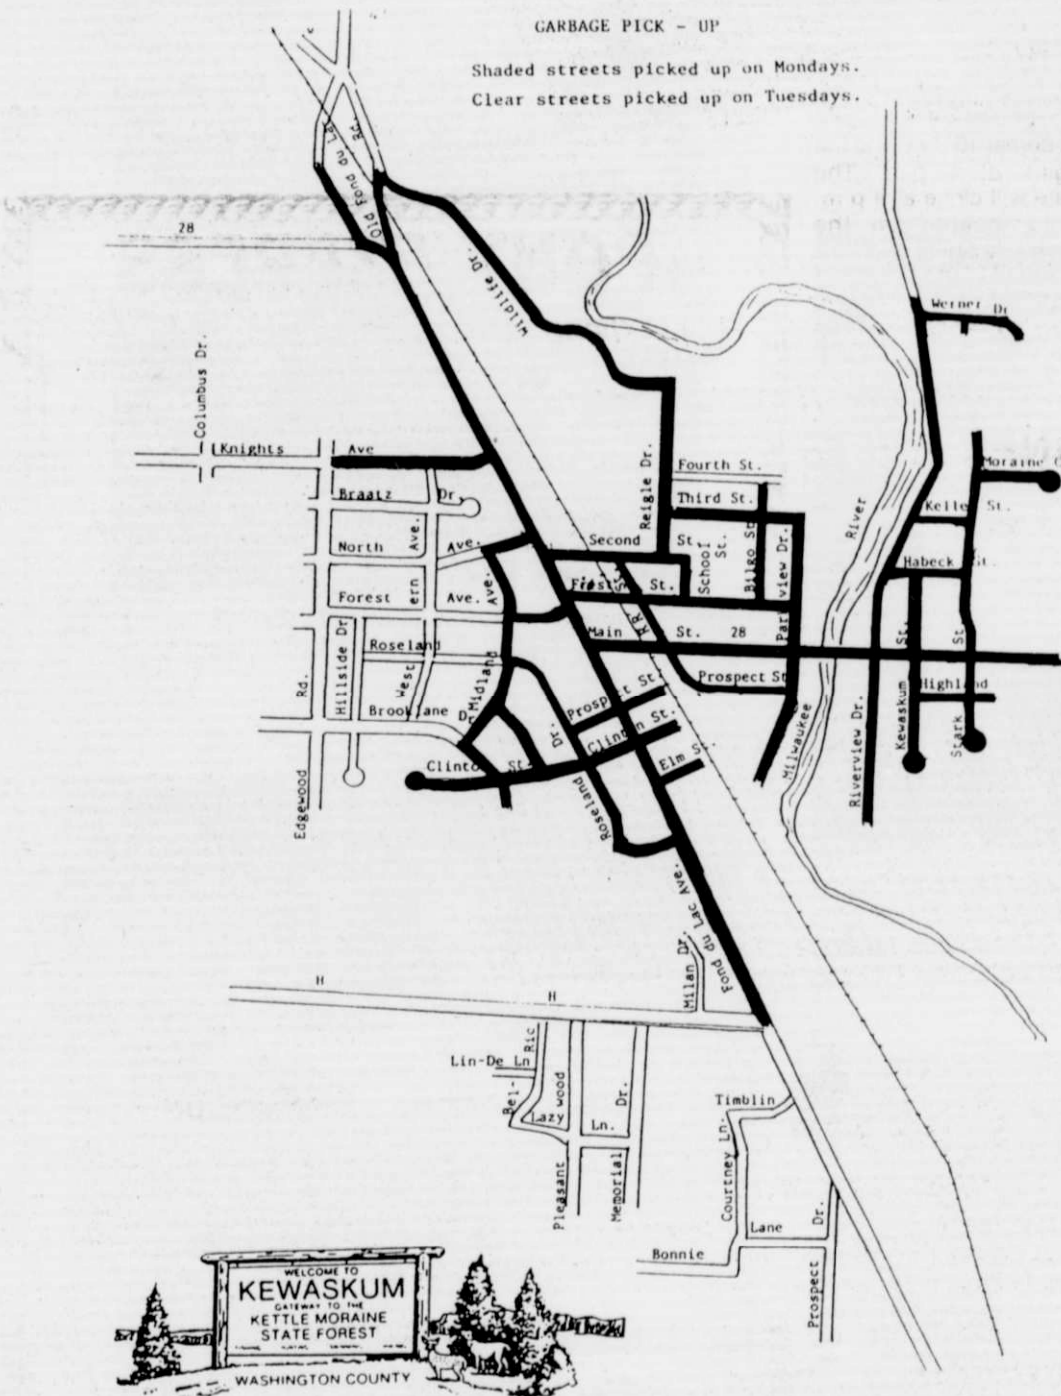 GARBAGE PICK - UP
Shaded streets picked up on Mondays.
Clear streets picked up on Tuesdays.
Old Fond du Lac Rd.
28
Wildlife Dr.
Werner Dr
Columbus Dr.
Knights Ave
Braatz Dr.
North Ave.
Forest Ave.
Western Ave.
Roseland
Hillside Dr
Brooklane Dr
Midland Ave.
Edgewood Rd.
Clinto St.
Reigle Dr.
Fourth St.
Third St.
Second St.
School St.
Bilgo St
First St.
Main St. 28
RR
Parkview Dr.
Prospect St
Prospect St.
Clinton St.
Elm St.
Roseland Dr.
Milwaukee River
Moraine C
Kelle St.
Habeck St.
Kewaskum St.
Highland
Stark St.
Riverview Dr.
Fond du Lac Ave.
Milan Dr.
H
H
Lin-De Ln
Bel-Ric
Lazy Ln.
Pleasantwood
Memorial Dr.
Timblin
Courtney Ln.
Bonnie Lane
Prospect Dr.
WELCOME TO
KEWASKUM
GATEWAY TO THE
KETTLE MORAINE
STATE FOREST
WASHINGTON COUNTY